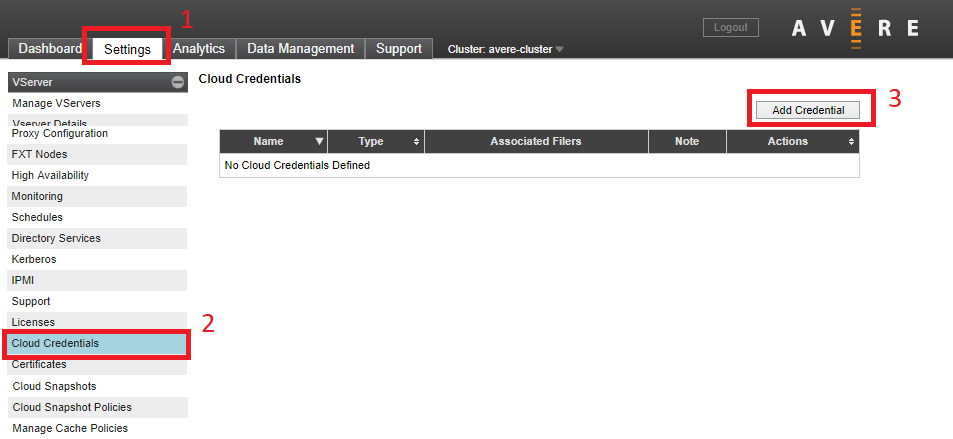 1
Logout
AVERE
Dashboard Settings Analytics Data Management Support Cluster: avere-cluster
VServer
Cloud Credentials
Manage VServers
3
Add Credential
Vserver Details
Proxy Configuration
Name Type Associated Filers Note Actions
FXT Nodes
No Cloud Credentials Defined
High Availability
Monitoring
Schedules
Directory Services
Kerberos
IPMI
Support
Licenses
2
Cloud Credentials
Certificates
Cloud Snapshots
Cloud Snapshot Policies
Manage Cache Policies